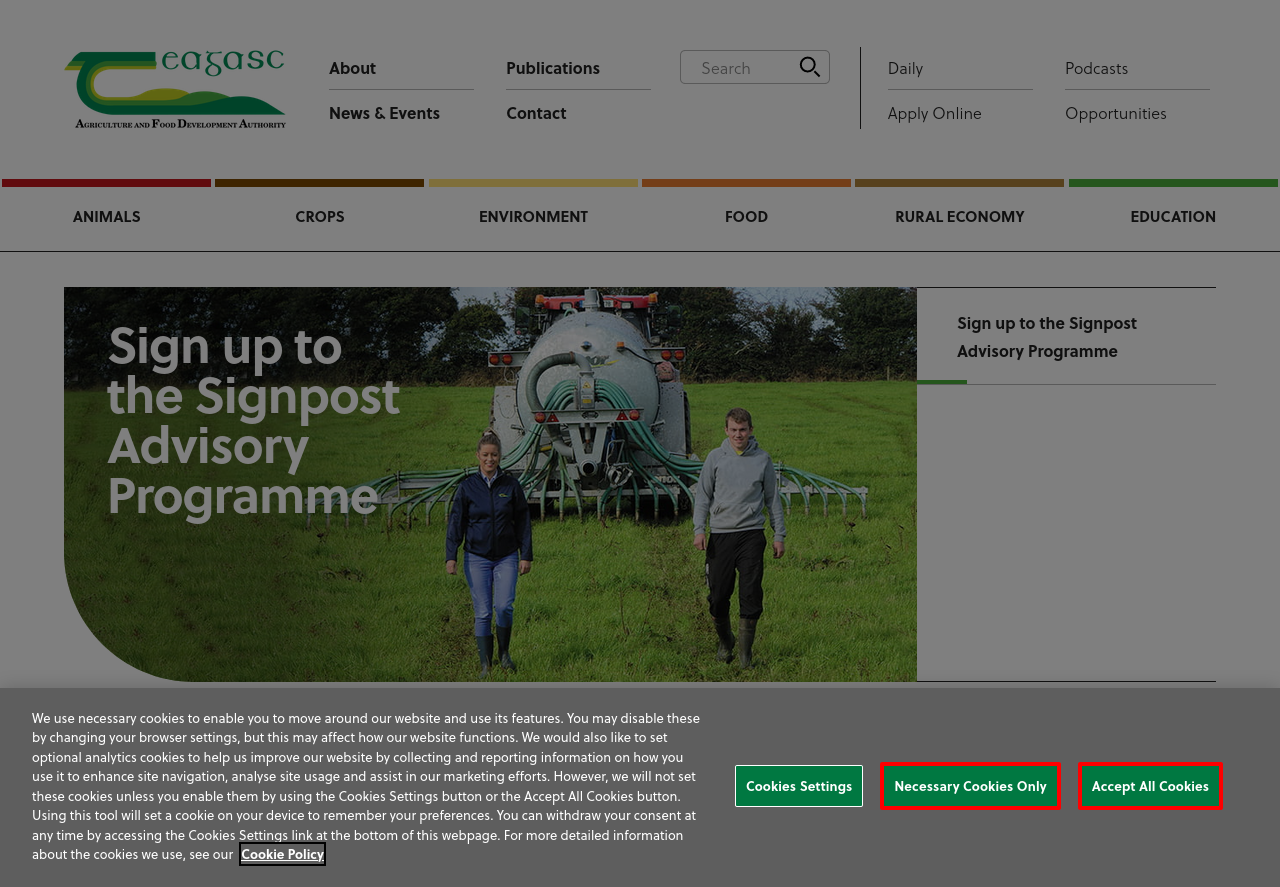 Teagasc
AGRICULTURE AND FOOD DEVELOPMENT AUTHORITY
About
Publications
Search
Daily
Podcasts
News & Events
Contact
Apply Online
Opportunities
ANIMALS
CROPS
ENVIRONMENT
FOOD
RURAL ECONOMY
EDUCATION
Sign up to
the Signpost
Advisory
Programme
Sign up to the Signpost
Advisory Programme
We use necessary cookies to enable you to move around our website and use its features. You may disable these
by changing your browser settings, but this may affect how our website functions. We would also like to set
optional analytics cookies to help us improve our website by collecting and reporting information on how you
use it to enhance site navigation, analyse site usage and assist in our marketing efforts. However, we will not set
these cookies unless you enable them by using the Cookies Settings button or the Accept All Cookies button.
Using this tool will set a cookie on your device to remember your preferences. You can withdraw your consent at
any time by accessing the Cookies Settings link at the bottom of this webpage. For more detailed information
about the cookies we use, see our Cookie Policy
Cookies Settings
Necessary Cookies Only
Accept All Cookies